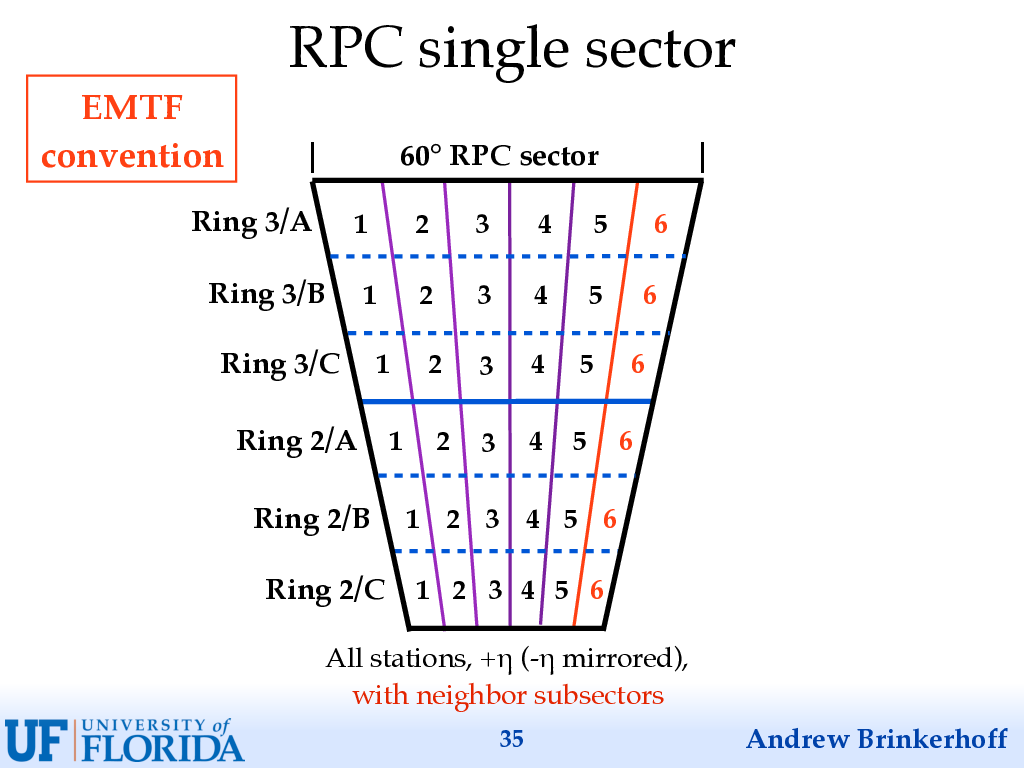 RPC single sector
EMTF
convention
60° RPC sector
Ring 3/A 1 2 3 4 5 6
Ring 3/B 1 2 3 4 5 6
Ring 3/C 1 2 3 4 5 6
Ring 2/A 1 2 3 4 5 6
Ring 2/B 1 2 3 4 5 6
Ring 2/C 1 2 3 4 5 6
All stations, +η (-η mirrored),
with neighbor subsectors
UF UNIVERSITY of
FLORIDA
35
Andrew Brinkerhoff